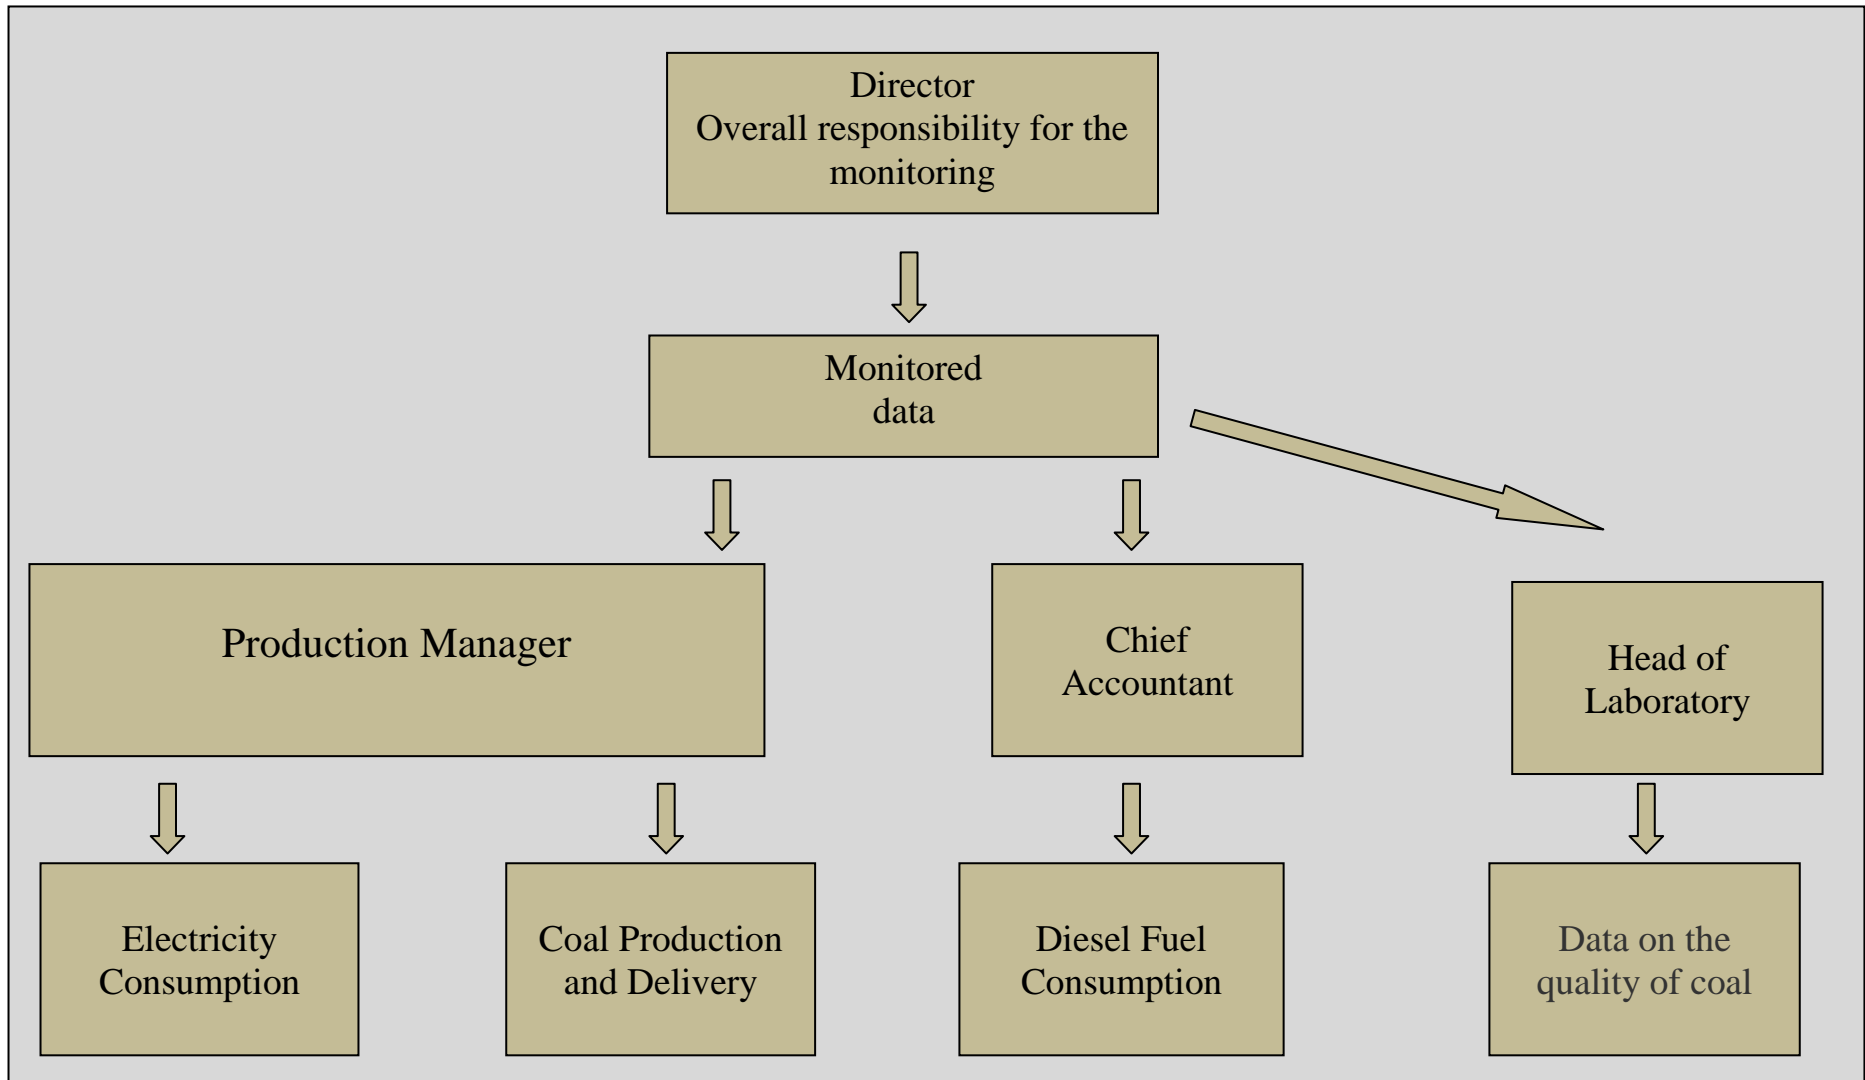 Director
Overall responsibility for the
monitoring
Monitored
data
Production Manager
Chief
Accountant
Head of
Laboratory
Electricity
Consumption
Coal Production
and Delivery
Diesel Fuel
Consumption
Data on the
quality of coal